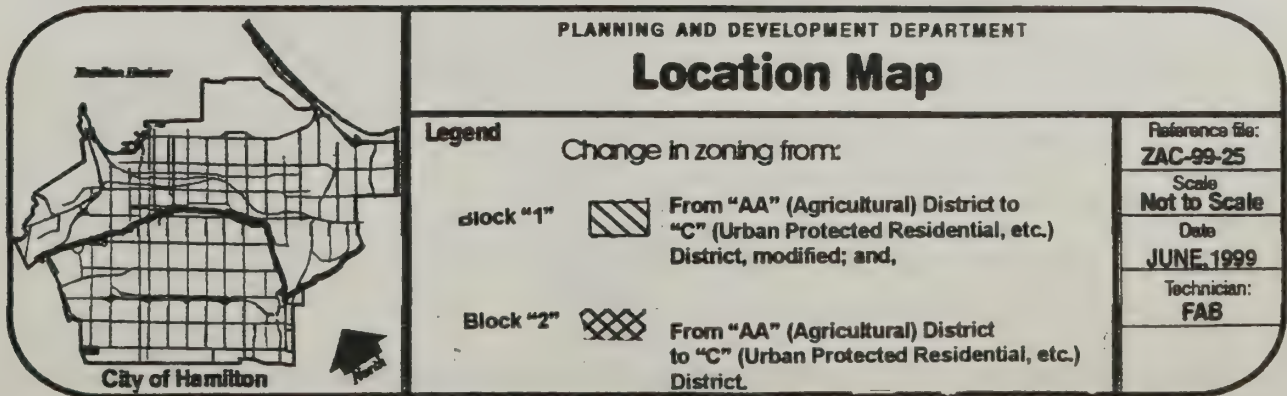 Hamilton Harbour
City of Hamilton
North
PLANNING AND DEVELOPMENT DEPARTMENT
Location Map
Legend
Change in zoning from:
Block "1"
From "AA" (Agricultural) District to
"C" (Urban Protected Residential, etc.)
District, modified; and,
Block "2"
From "AA" (Agricultural) District
to "C" (Urban Protected Residential, etc.)
District.
Reference file:
ZAC-99-25
Scale
Not to Scale
Date
JUNE, 1999
Technician:
FAB